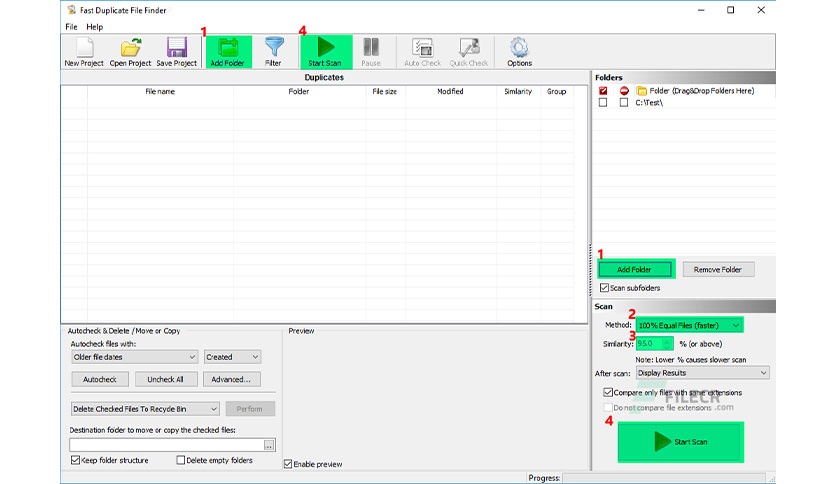 Fast Duplicate File Finder
File Help
1 4
New Project Open Project Save Project Add Folder Filter Start Scan Pause Auto Check Quick Check Options
Duplicates
File name Folder File size Modified Similarity Group
Folders
Folder (Drag&Drop Folders Here)
C:\Test\
1
Add Folder Remove Folder
Scan subfolders
Scan
2
Method: 100% Equal Files (faster)
3
Similarity: 95.0 % (or above)
Note: Lower % causes slower scan
After scan: Display Results
Compare only files with same extensions
Do not compare file extensions
FILECR
.com
4
Start Scan
Autocheck & Delete / Move or Copy
Autocheck files with:
Older file dates Created
Autocheck Uncheck All Advanced...
Delete Checked Files To Recycle Bin Perform
Destination folder to move or copy the checked files:
...
Keep folder structure Delete empty folders
Preview
Enable preview
Progress: